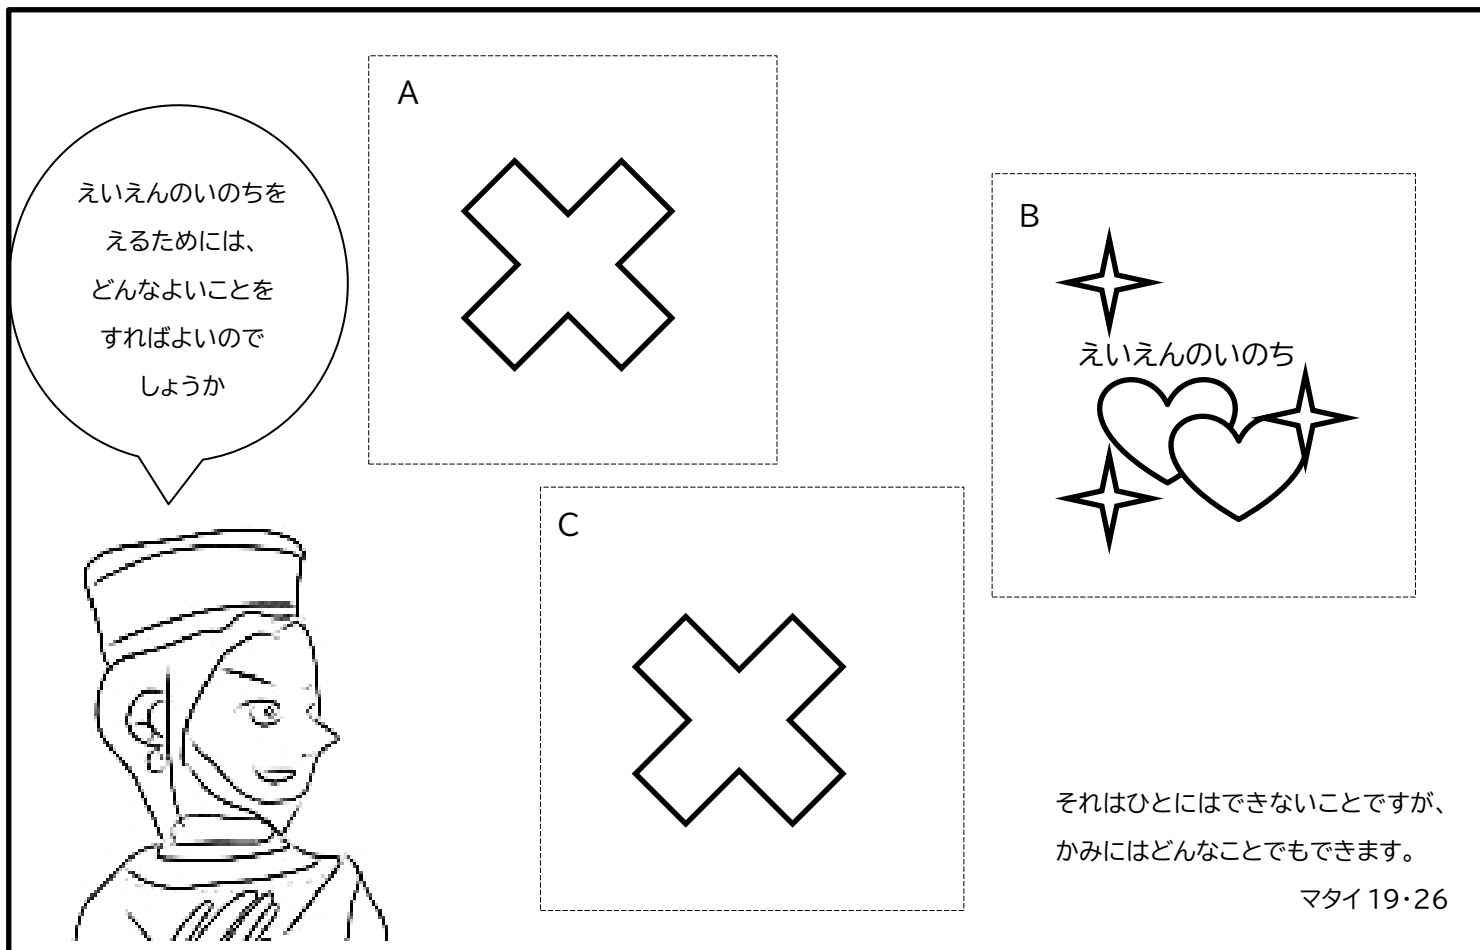 えいえんのいのちを
えるためには、
どんなよいことを
すればよいので
しょうか
A
B
えいえんのいのち
C
それはひとにはできないことですが、
かみにはどんなことでもできます。
マタイ 19・26